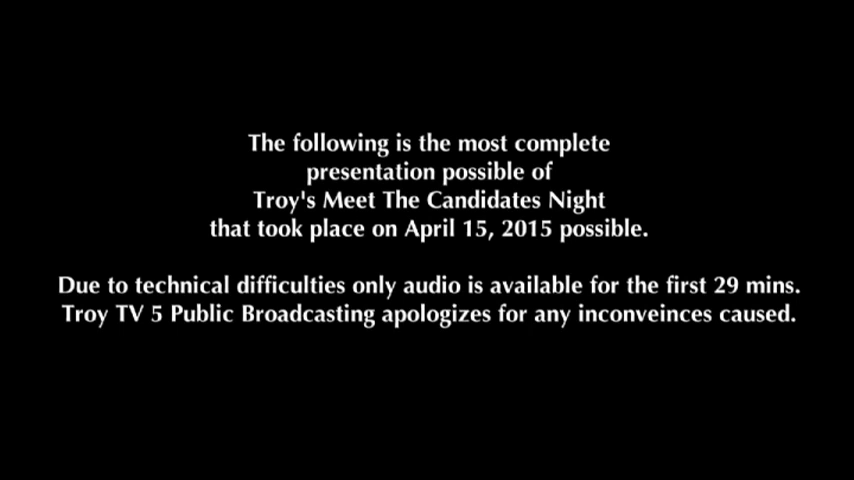 The following is the most complete
presentation possible of
Troy's Meet The Candidates Night
that took place on April 15, 2015 possible.
Due to technical difficulties only audio is available for the first 29 mins.
Troy TV 5 Public Broadcasting apologizes for any inconveinces caused.